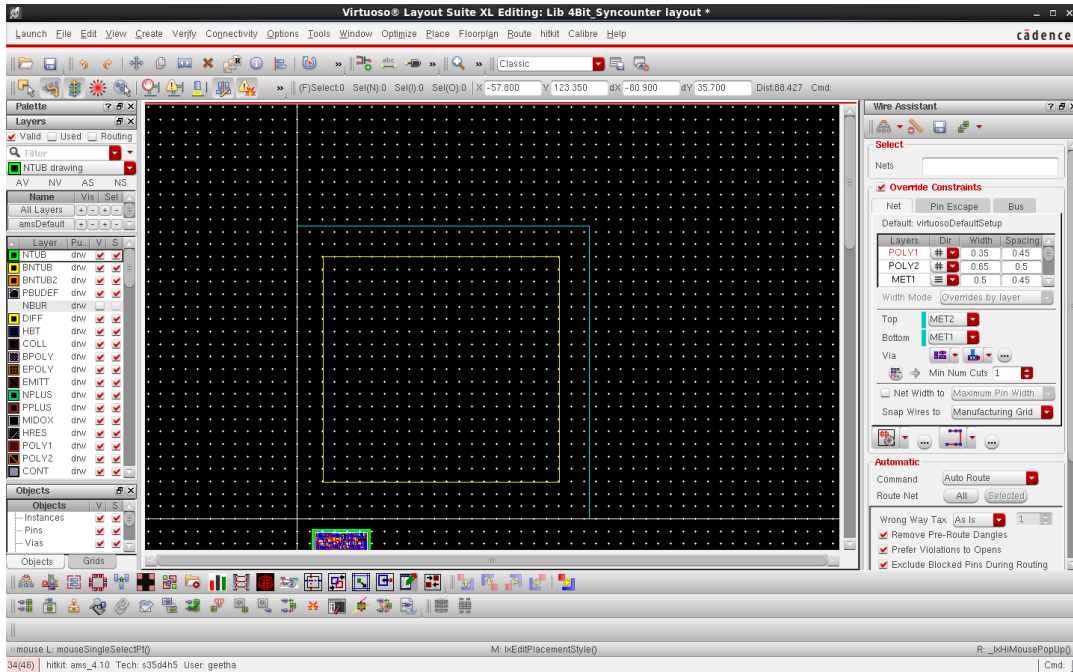 Virtuoso® Layout Suite XL Editing: Lib 4Bit_Syncounter layout *
Launch File Edit View Create Verify Connectivity Options Tools Window Optimize Place Floorplan Route hitkit Calibre Help
cādence
» abc » » Classic
» (F)Select:0 Sel(N):0 Sel(I):0 Sel(O):0 X -57.800 Y 123.350 dX -80.900 dY 35.700 Dist:88.427 Cmd:
Palette
Layers
Valid Used Routing
Filter
NTUB drawing
AV NV AS NS
Name Vis Sel
All Layers + - + -
amsDefault + - + -
Layer Pu... V S
NTUB drw
BNTUB drw
BNTUB2 drw
PBUDEF drw
NBUR drw
DIFF drw
HBT drw
COLL drw
BPOLY drw
EPOLY drw
EMITT drw
NPLUS drw
PPLUS drw
MIDOX drw
HRES drw
POLY1 drw
POLY2 drw
CONT drw
Objects
Objects V S
Instances
Pins
Vias
Objects Grids
Wire Assistant
Select
Nets
Override Constraints
Net Pin Escape Bus
Default: virtuosoDefaultSetup
Layers Dir Width Spacing
POLY1 0.35 0.45
POLY2 0.65 0.5
MET1 0.5 0.45
Width Mode Overrides by layer
Top MET2
Bottom MET1
Via
Min Num Cuts 1
Net Width to Maximum Pin Width
Snap Wires to Manufacturing Grid
Automatic
Command Auto Route
Route Net All Selected
Wrong Way Tax As Is 1
Remove Pre-Route Dangles
Prefer Violations to Opens
Exclude Blocked Pins During Routing
mouse L: mouseSingleSelectPt() M: lxEditPlacementStyle() R: _lxHiMousePopUp()
34(46) hitkit: ams_4.10 Tech: s35d4h5 User: geetha Cmd: